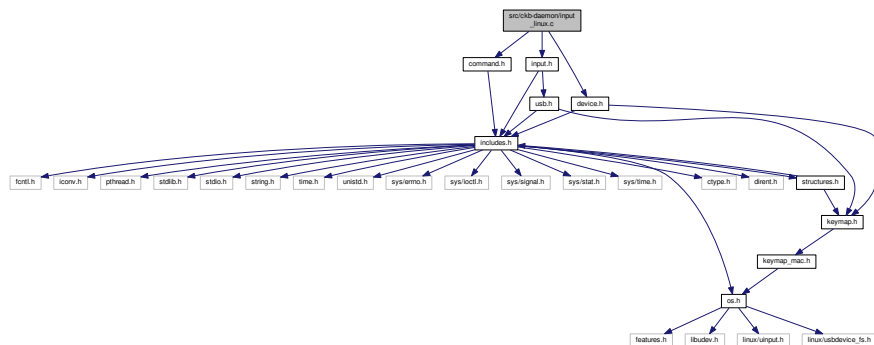 src/ckb-daemon/input
_linux.c
command.h
input.h
usb.h
device.h
includes.h
fcntl.h
iconv.h
pthread.h
stdlib.h
stdio.h
string.h
time.h
unistd.h
sys/errno.h
sys/ioctl.h
sys/signal.h
sys/stat.h
sys/time.h
ctype.h
dirent.h
structures.h
keymap.h
keymap_mac.h
os.h
features.h
libudev.h
linux/uinput.h
linux/usbdevice_fs.h